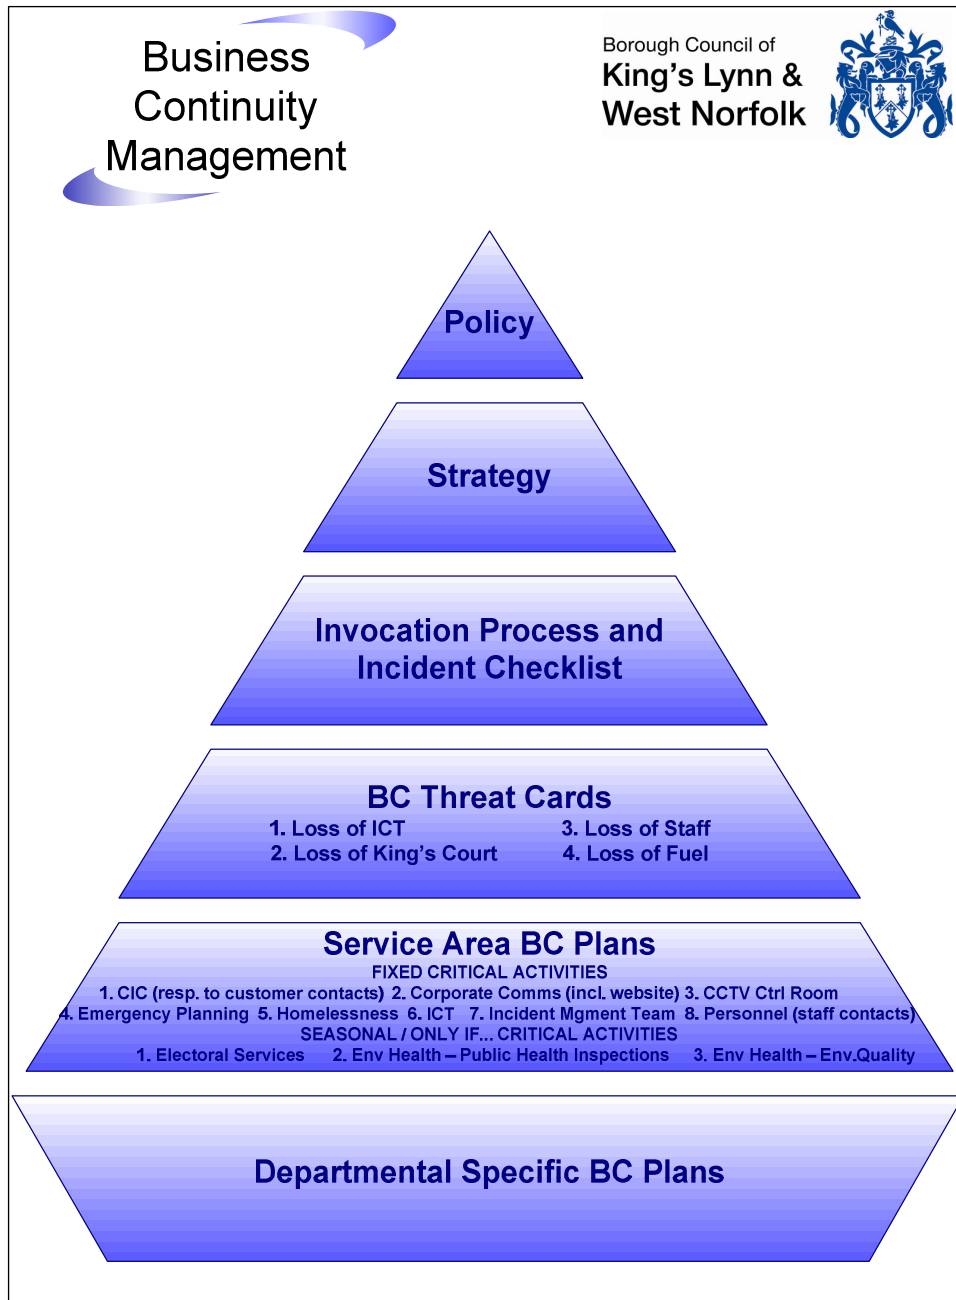 Business
Continuity
Management
Borough Council of
King's Lynn &
West Norfolk
Policy
Strategy
Invocation Process and
Incident Checklist
BC Threat Cards
1. Loss of ICT 3. Loss of Staff
2. Loss of King's Court 4. Loss of Fuel
Service Area BC Plans
FIXED CRITICAL ACTIVITIES
1. CIC (resp. to customer contacts) 2. Corporate Comms (incl. website) 3. CCTV Ctrl Room
4. Emergency Planning 5. Homelessness 6. ICT 7. Incident Mgment Team 8. Personnel (staff contacts)
SEASONAL / ONLY IF... CRITICAL ACTIVITIES
1. Electoral Services 2. Env Health – Public Health Inspections 3. Env Health – Env.Quality
Departmental Specific BC Plans